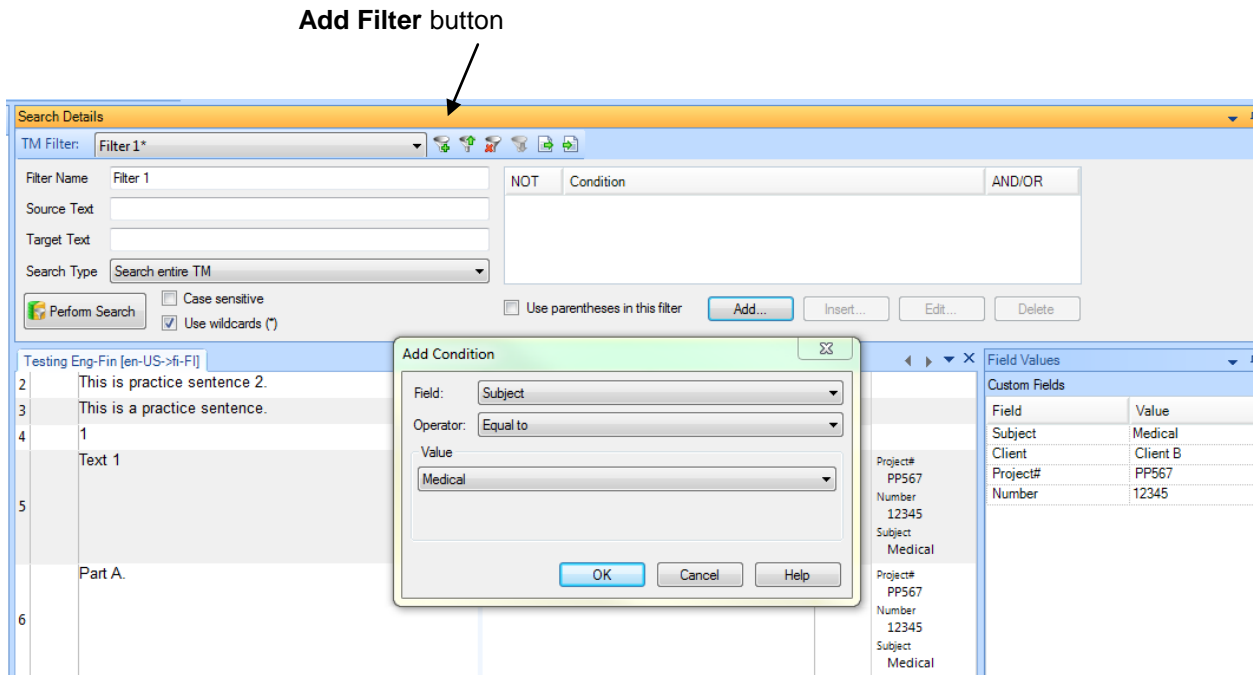 Add Filter button
Search Details
TM Filter: Filter 1*
Filter Name Filter 1
NOT Condition AND/OR
Source Text
Target Text
Search Type Search entire TM
Perform Search
Case sensitive
Use wildcards (*)
Use parentheses in this filter Add... Insert... Edit... Delete
Testing Eng-Fin [en-US->fi-FI]
2 This is practice sentence 2.
3 This is a practice sentence.
4 1
5 Text 1
Project#
PP567
Number
12345
Subject
Medical
6 Part A.
Project#
PP567
Number
12345
Subject
Medical
Add Condition
Field: Subject
Operator: Equal to
Value
Medical
OK Cancel Help
Field Values
Custom Fields
Field Value
Subject Medical
Client Client B
Project# PP567
Number 12345